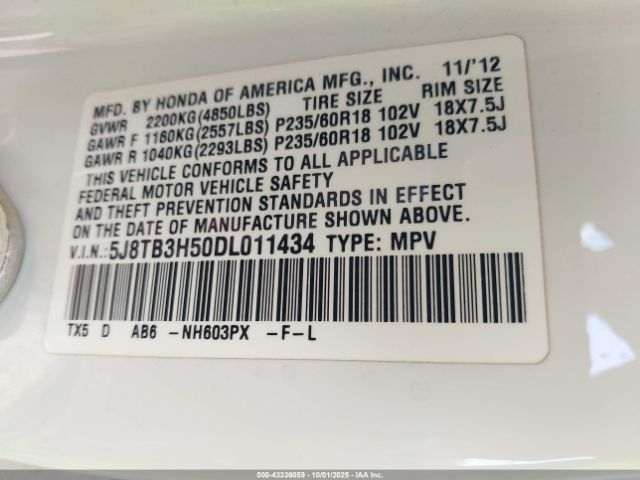 MFD. BY HONDA OF AMERICA MFG., INC. 11/'12
GVWR 2200KG(4850LBS) TIRE SIZE RIM SIZE
GAWR F 1160KG(2557LBS) P235/60R18 102V 18X7.5J
GAWR R 1040KG(2293LBS) P235/60R18 102V 18X7.5J
THIS VEHICLE CONFORMS TO ALL APPLICABLE
FEDERAL MOTOR VEHICLE SAFETY
AND THEFT PREVENTION STANDARDS IN EFFECT
ON THE DATE OF MANUFACTURE SHOWN ABOVE.
V.I.N.: 5J8TB3H50DL011434 TYPE: MPV
TX5 D AB6 -NH603PX -F-L
000-43336059 - 10/01/2025 - IAA Inc.